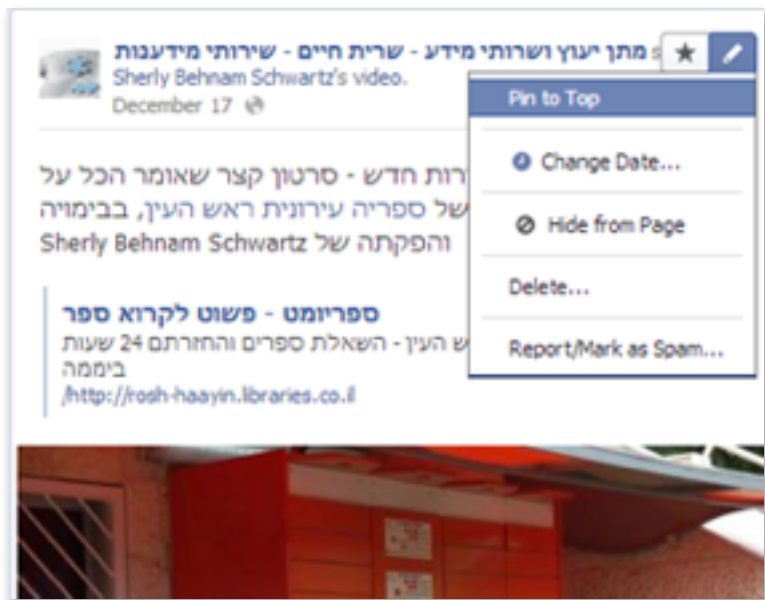 מתן יעוץ ושרותי מידע - שרית חיים - שירותי מידענות s
Sherly Behnam Schwartz's video.
December 17
Pin to Top
Change Date...
Hide from Page
Delete...
Report/Mark as Spam...
רות חדש - סרטון קצר שאומר הכל על
של ספריה עירונית ראש העין, בבימויה
והפקתה של Sherly Behnam Schwartz
ספריומט - פשוט לקרוא ספר
ש העין - השאלת ספרים והחזרתם 24 שעות
ביממה
/http://rosh-haayin.libraries.co.il